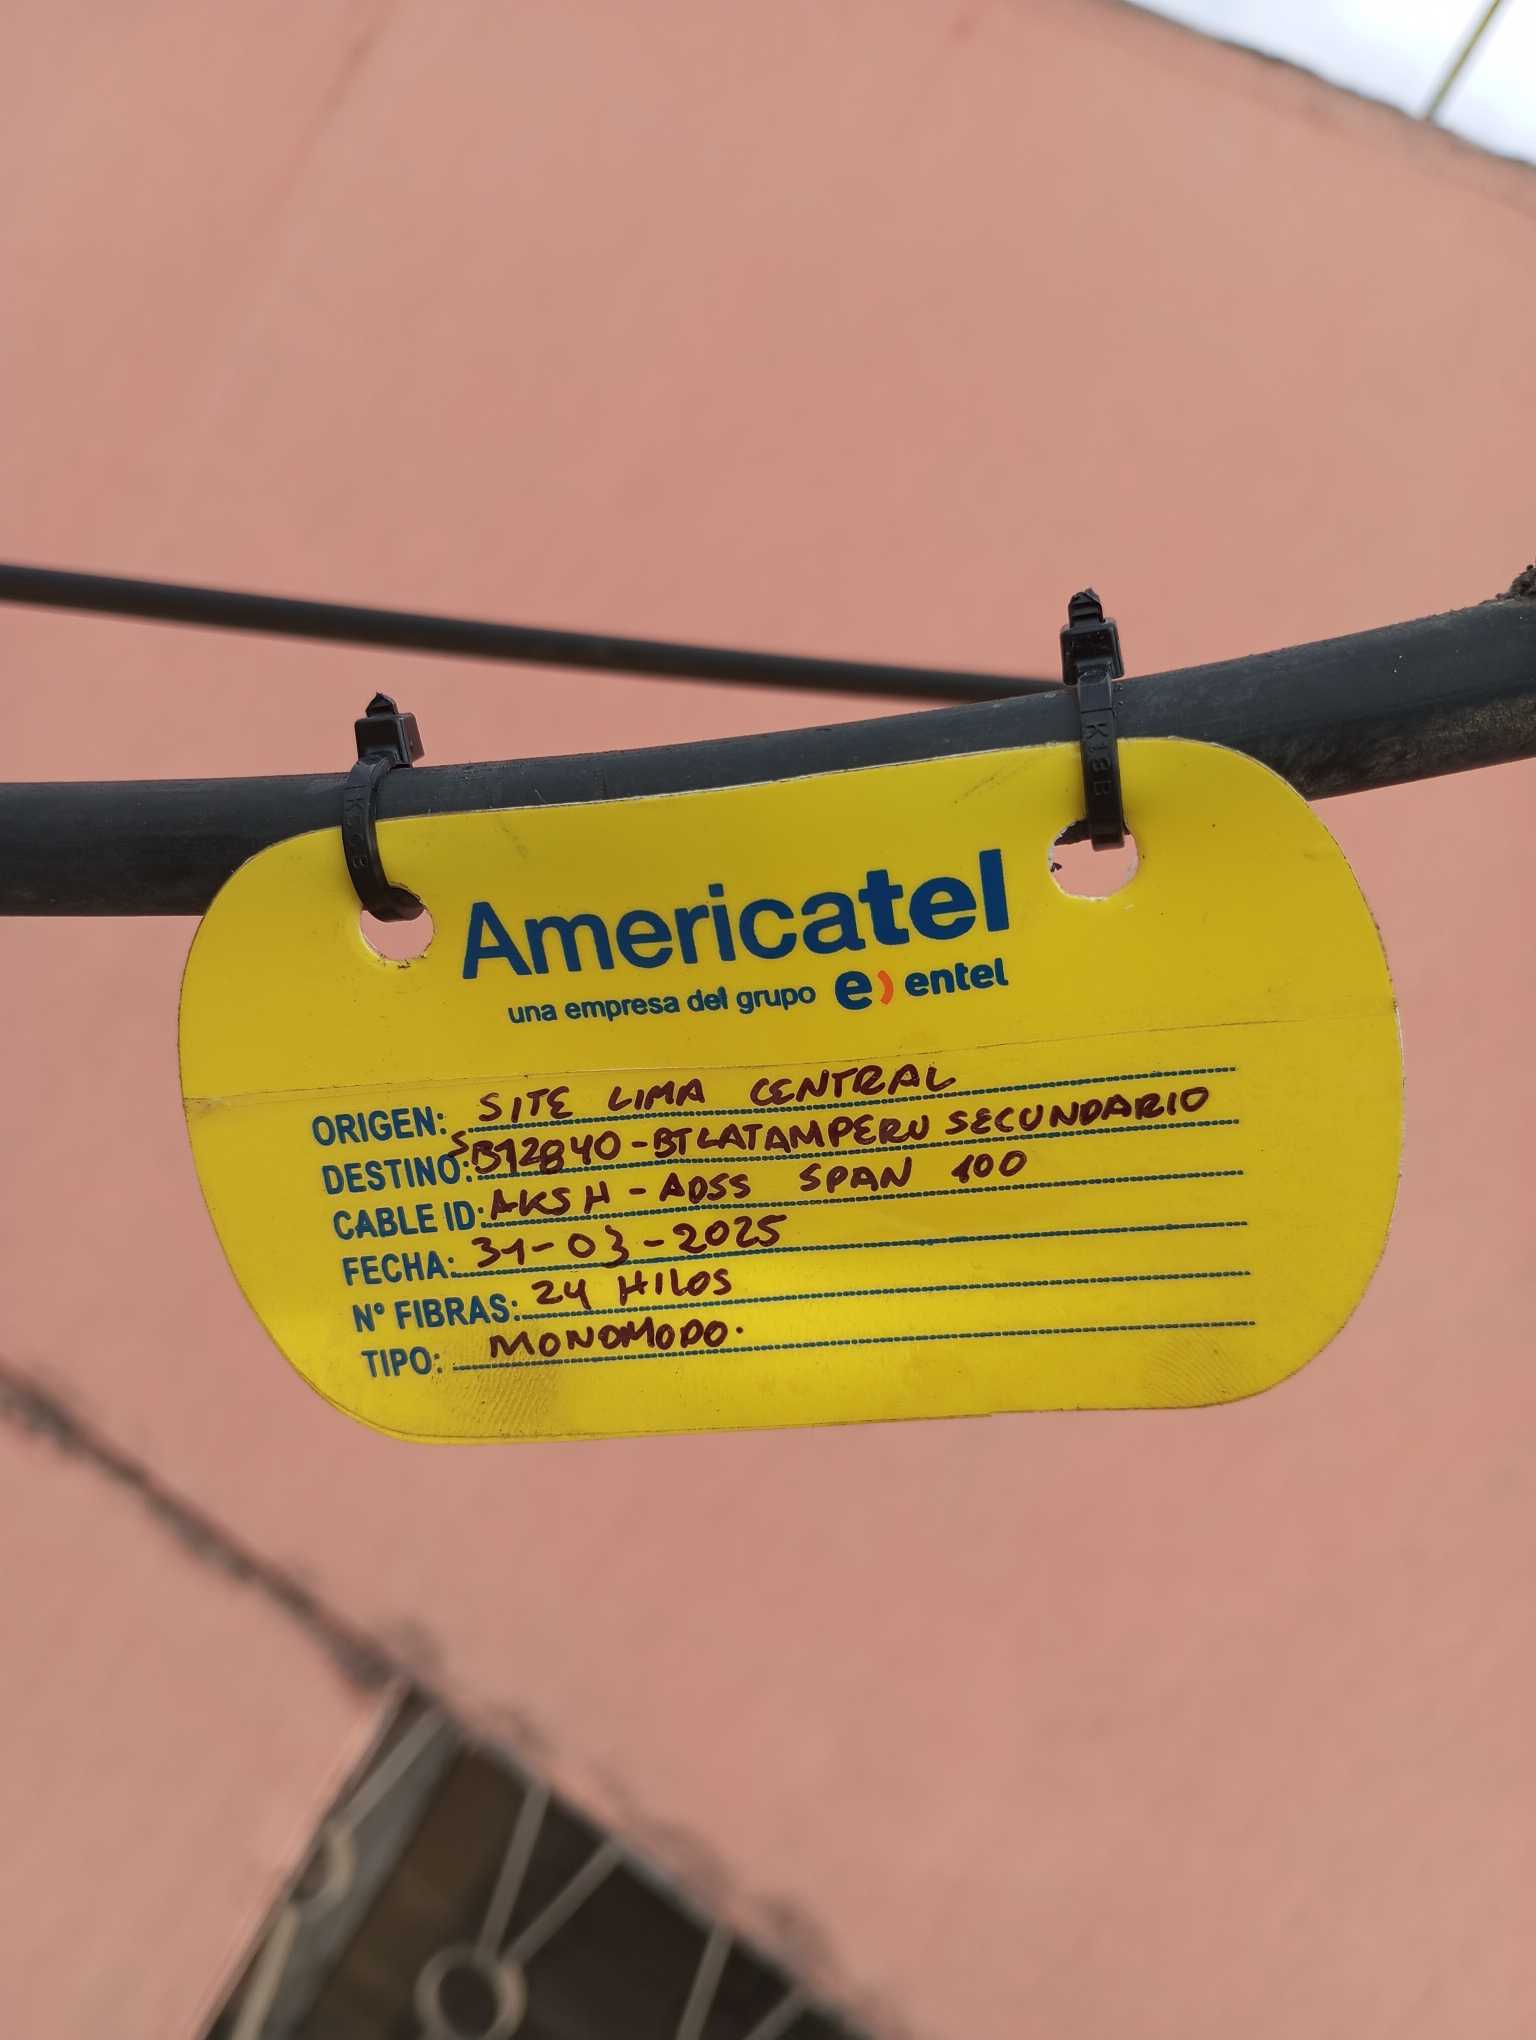 Americatel
una empresa del grupo e) entel
ORIGEN: SITE LIMA CENTRAL
DESTINO: SB12840-BTLATAMPERU SECUNDARIO
CABLE ID: AKSH - ADSS SPAN 100
FECHA: 31-03-2025
N° FIBRAS: 24 HILOS
TIPO: MONOMODO.